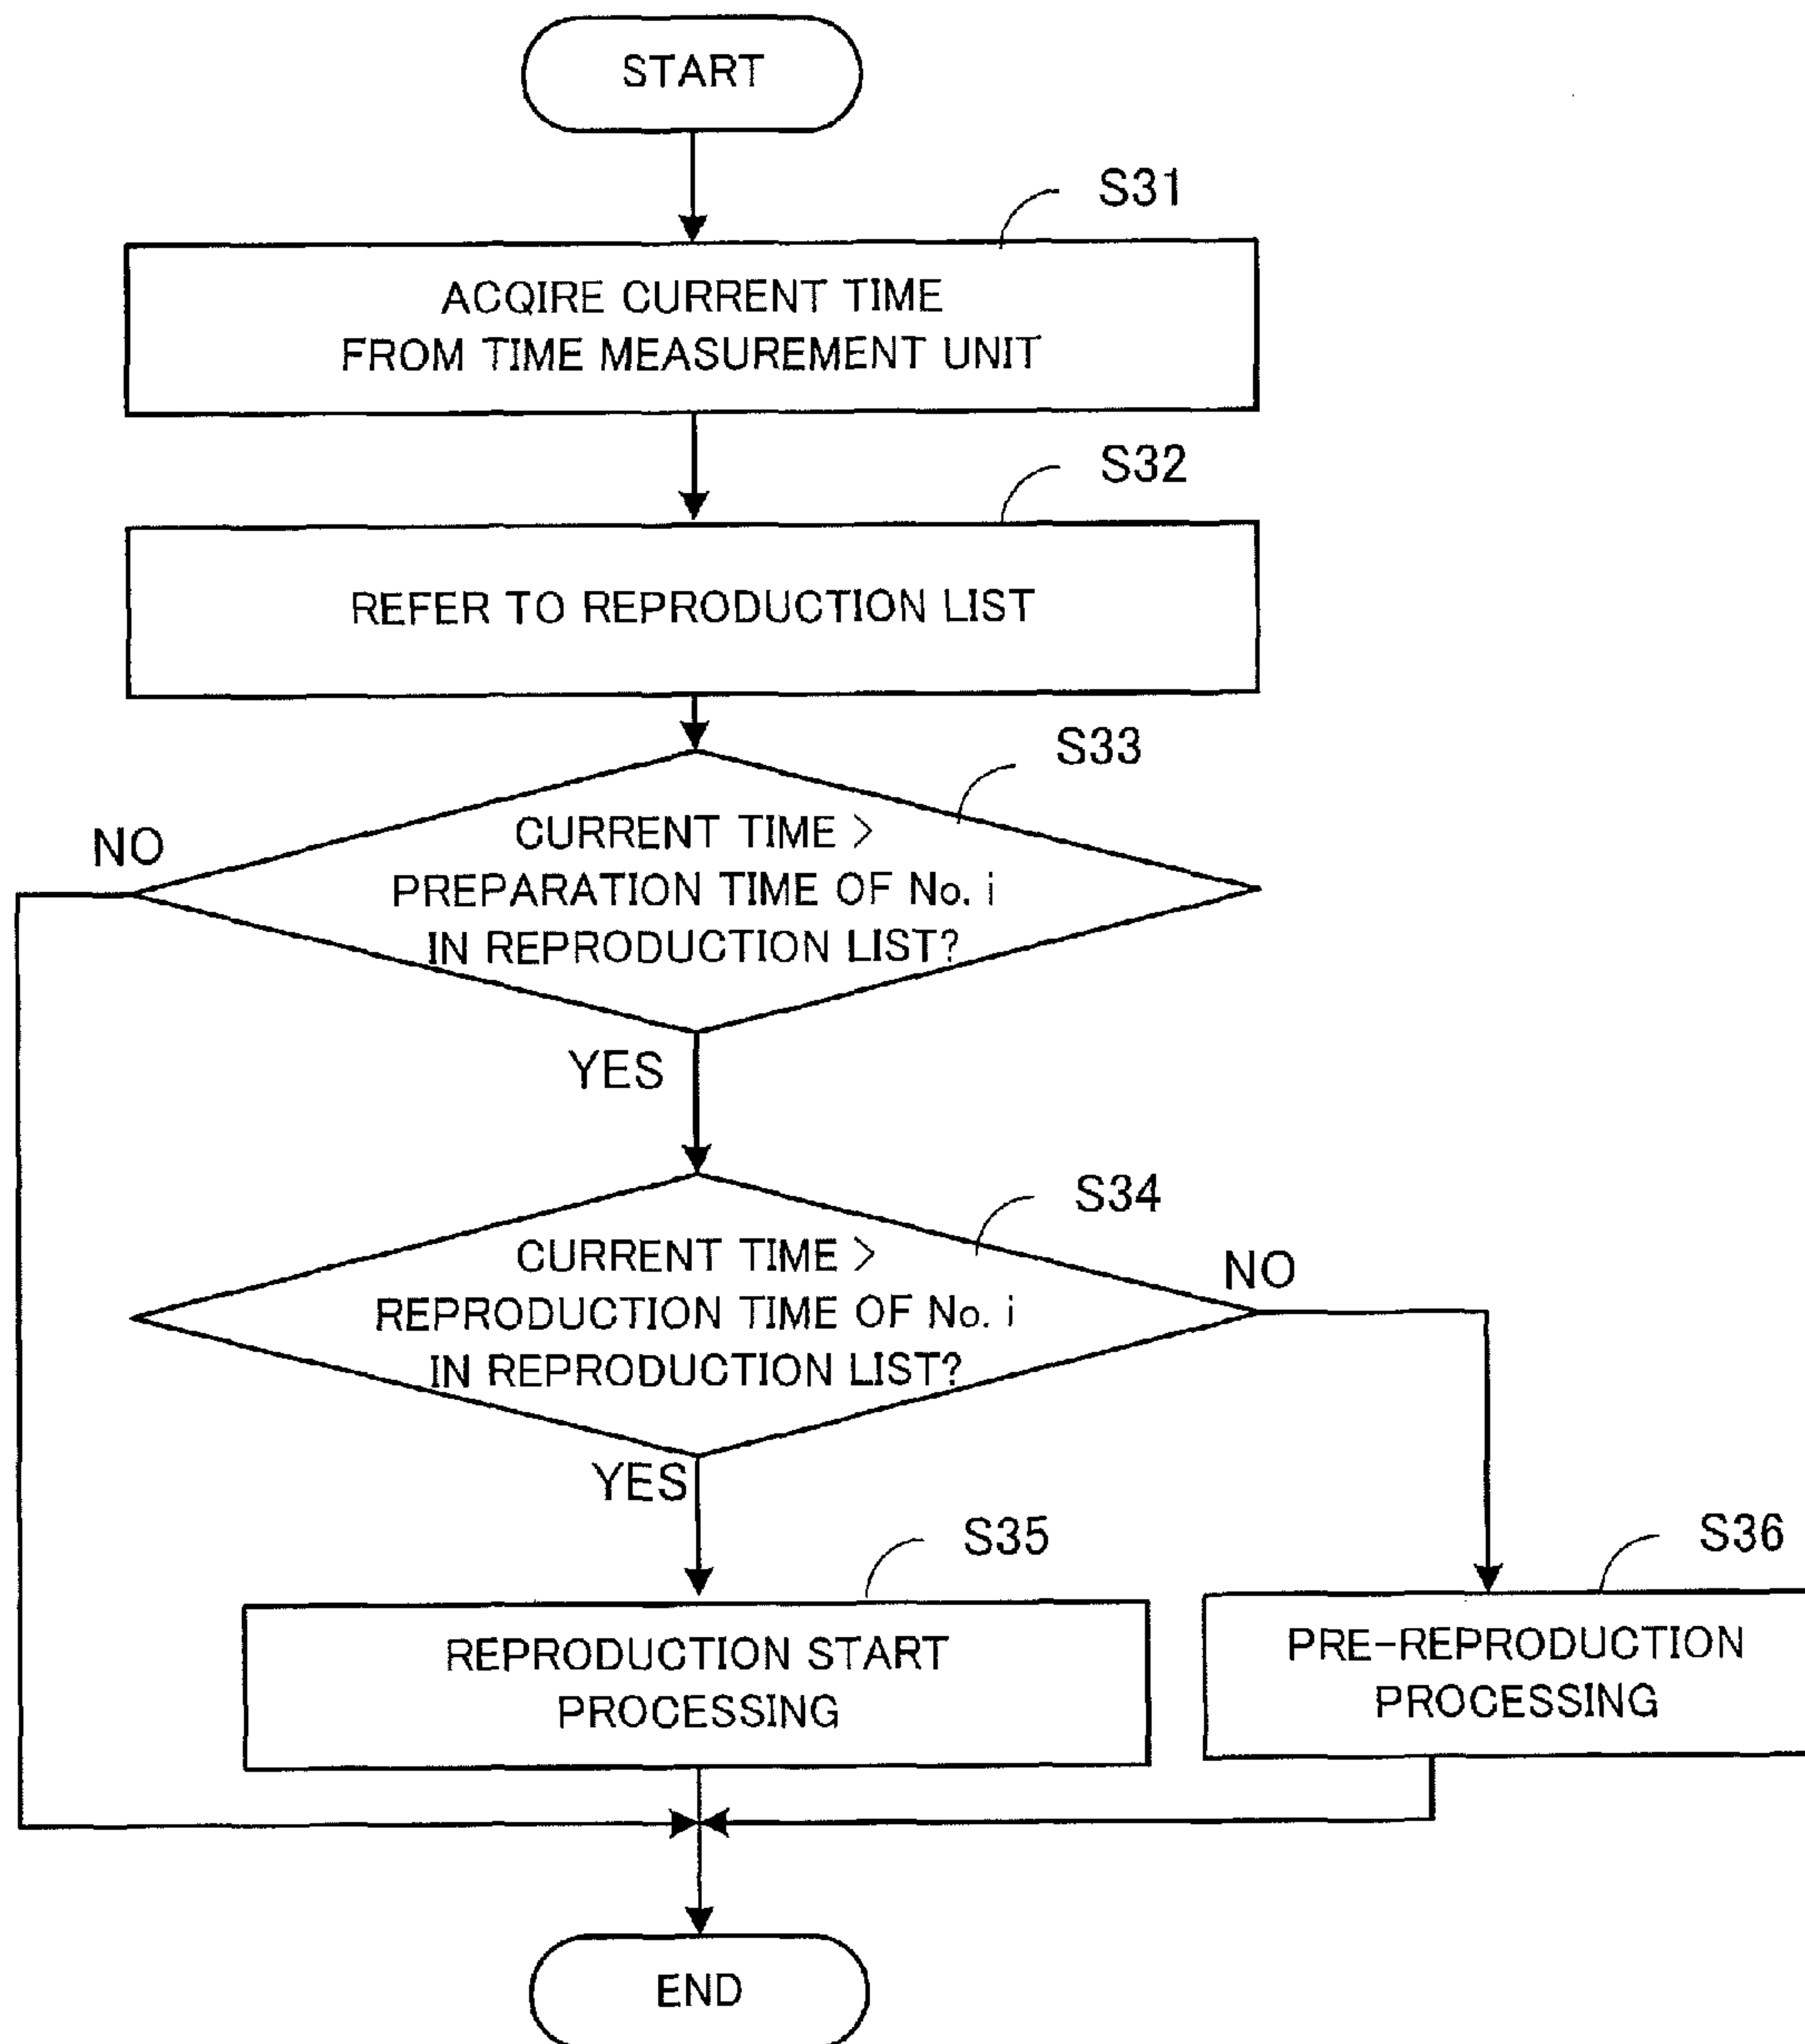 START
S31
ACQIRE CURRENT TIME
FROM TIME MEASUREMENT UNIT
S32
REFER TO REPRODUCTION LIST
S33
NO
CURRENT TIME >
PREPARATION TIME OF No. i
IN REPRODUCTION LIST?
YES
S34
CURRENT TIME >
REPRODUCTION TIME OF No. i
IN REPRODUCTION LIST?
NO
YES
S35
S36
REPRODUCTION START
PROCESSING
PRE-REPRODUCTION
PROCESSING
END